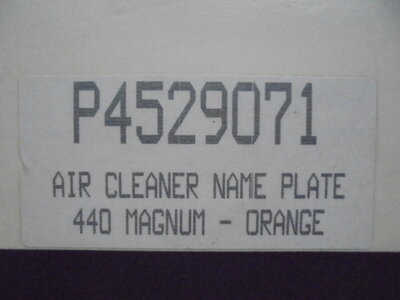 P4529071
AIR CLEANER NAME PLATE
440 MAGNUM - ORANGE